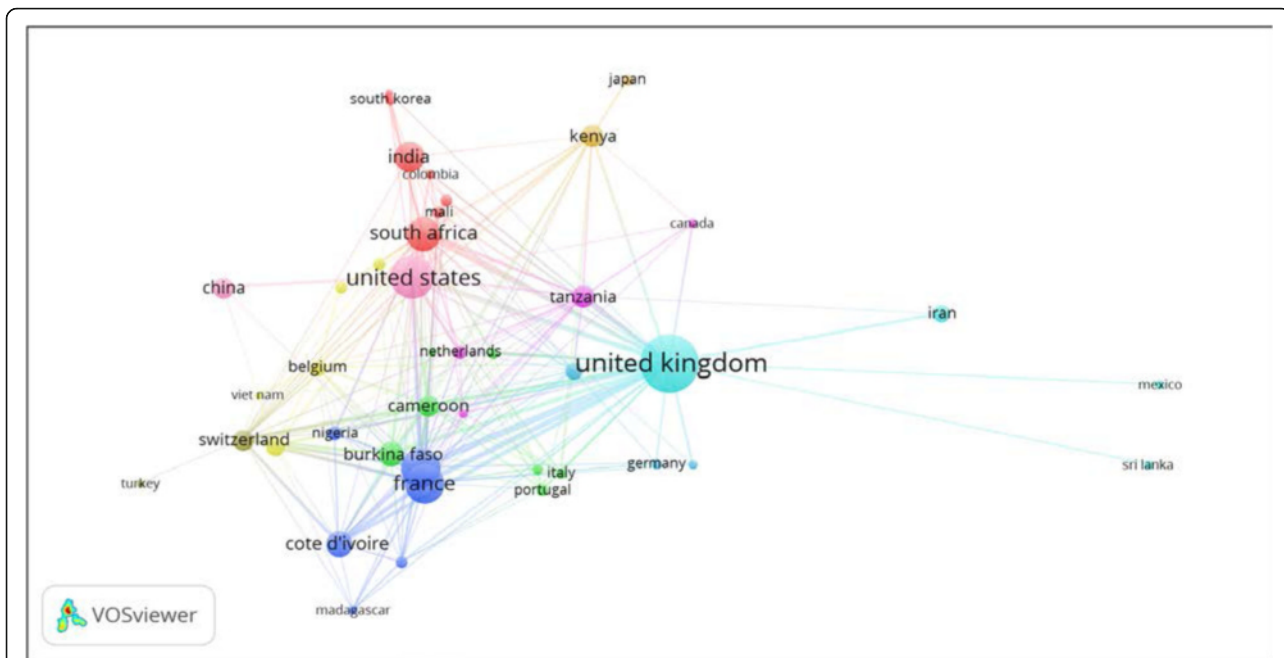 japan
south korea
kenya
india
colombia
mali
canada
south africa
united states
china
tanzania
iran
netherlands
united kingdom
belgium
mexico
viet nam
cameroon
nigeria
switzerland
burkina faso
germany
sri lanka
italy
turkey
france
portugal
cote d'ivoire
madagascar
VOSviewer